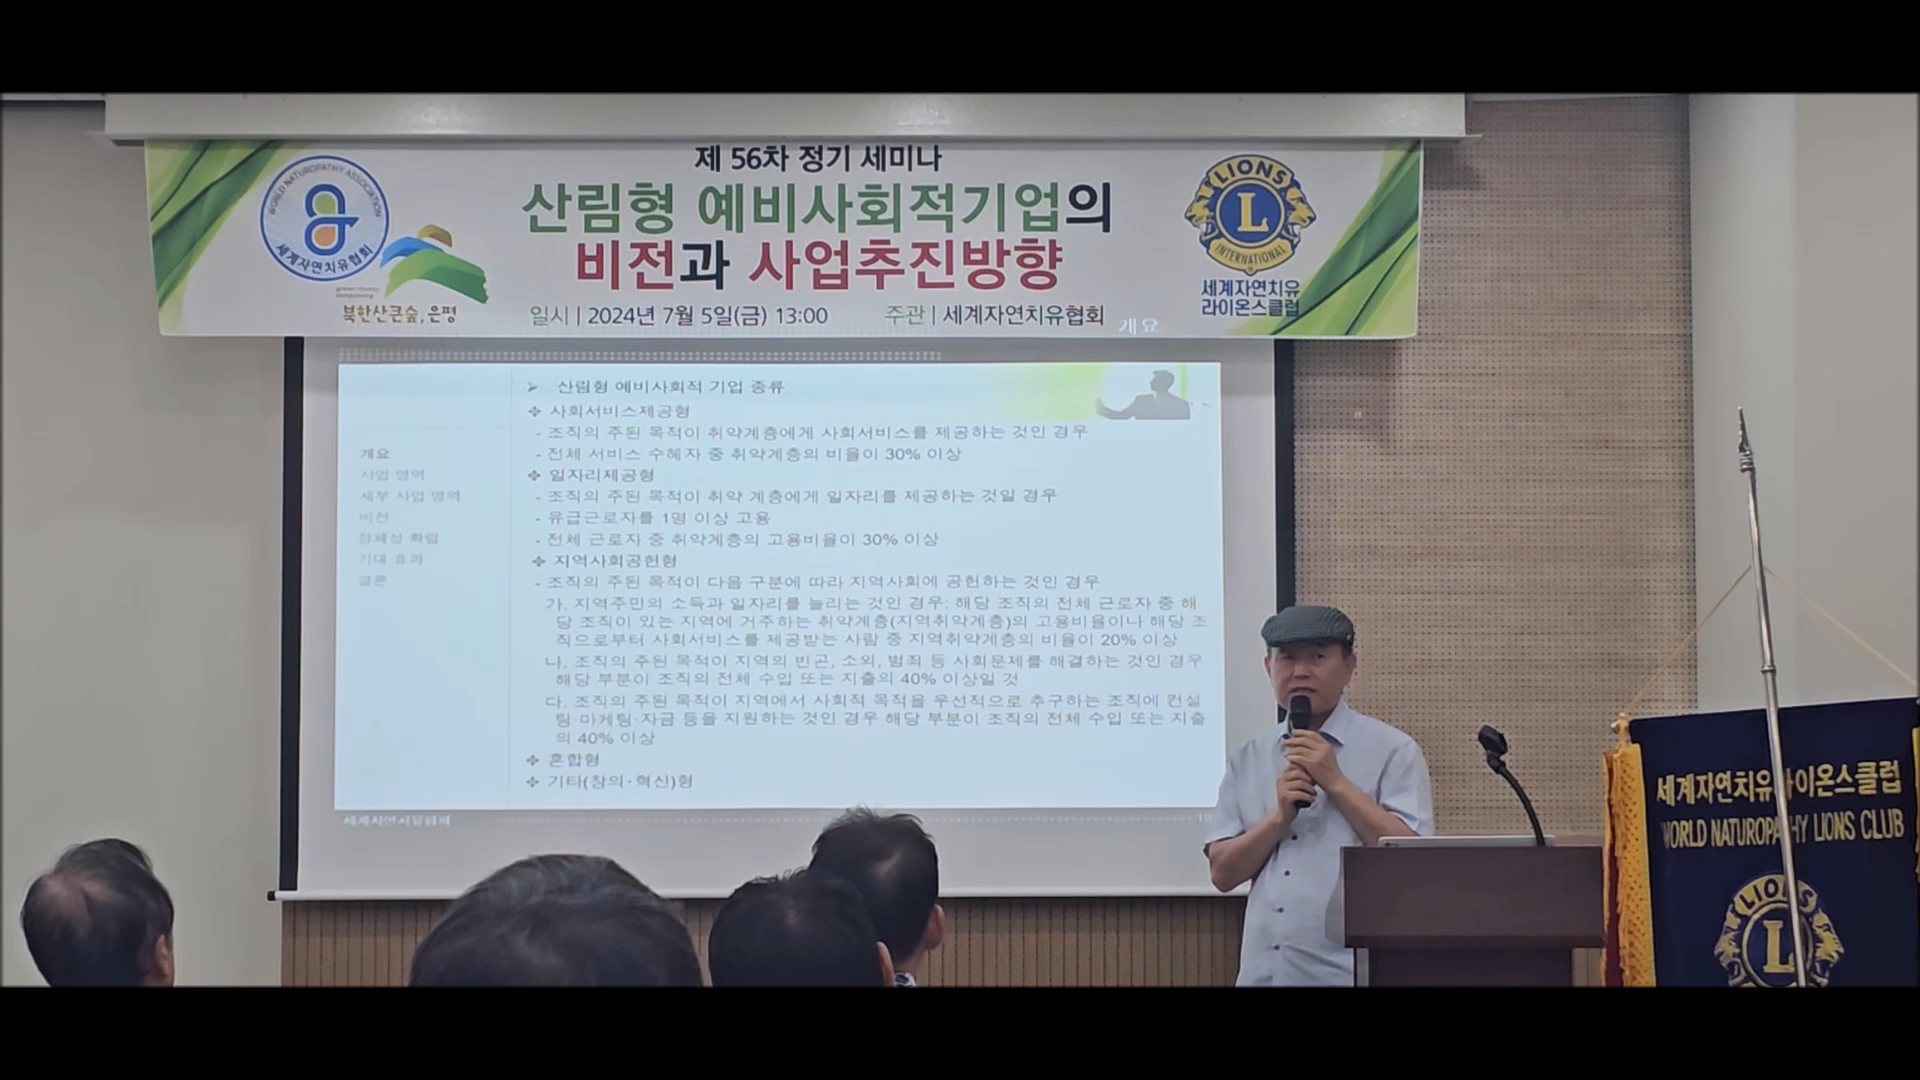 제 56차 정기 세미나
산림형 예비사회적기업의
비전과 사업추진방향
일시 | 2024년 7월 5일(금) 13:00 주관 | 세계자연치유협회
WORLD NATUROPATHY ASSOCIATION
세계자연치유협회
북한산큰숲, 은평
LIONS
L
INTERNATIONAL
세계자연치유
라이온스클럽
개요
➢ 산림형 예비사회적 기업 종류
❖ 사회서비스제공형
- 조직의 주된 목적이 취약계층에게 사회서비스를 제공하는 것인 경우
- 전체 서비스 수혜자 중 취약계층의 비율이 30% 이상
❖ 일자리제공형
- 조직의 주된 목적이 취약 계층에게 일자리를 제공하는 것일 경우
- 유급근로자를 1명 이상 고용
- 전체 근로자 중 취약계층의 고용비율이 30% 이상
❖ 지역사회공헌형
- 조직의 주된 목적이 다음 구분에 따라 지역사회에 공헌하는 것인 경우
가. 지역주민의 소득과 일자리를 늘리는 것인 경우: 해당 조직의 전체 근로자 중 해
당 조직이 있는 지역에 거주하는 취약계층(지역취약계층)의 고용비율이나 해당 조
직으로부터 사회서비스를 제공받는 사람 중 지역취약계층의 비율이 20% 이상
나. 조직의 주된 목적이 지역의 빈곤, 소외, 범죄 등 사회문제를 해결하는 것인 경우
해당 부분이 조직의 전체 수입 또는 지출의 40% 이상일 것
다. 조직의 주된 목적이 지역에서 사회적 목적을 우선적으로 추구하는 조직에 컨설
팅·마케팅·자금 등을 지원하는 것인 경우 해당 부분이 조직의 전체 수입 또는 지출
의 40% 이상
❖ 혼합형
❖ 기타(창의·혁신)형
개요
사업 영역
세부 사업 영역
비전
정체성 확립
기대 효과
결론
세계자연치유협회
세계자연치유라이온스클럽
WORLD NATUROPATHY LIONS CLUB
LIONS
L